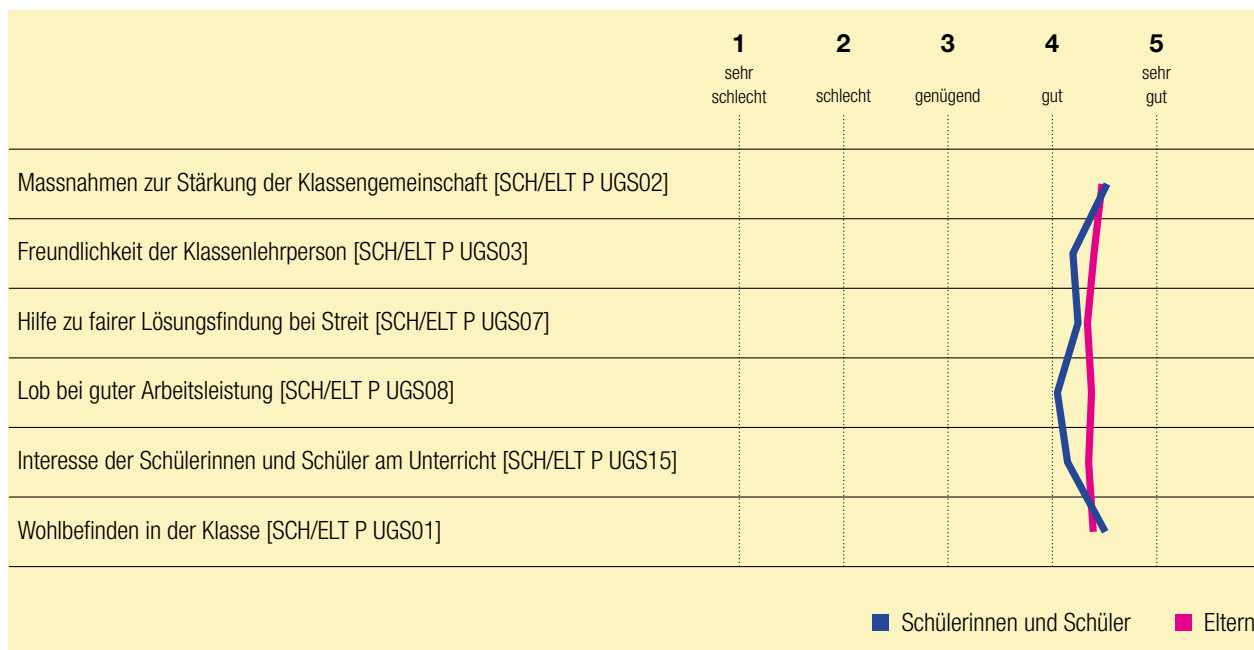 1 2 3 4 5
sehr sehr
schlecht schlecht genügend gut gut
Massnahmen zur Stärkung der Klassengemeinschaft [SCH/ELT P UGS02]
Freundlichkeit der Klassenlehrperson [SCH/ELT P UGS03]
Hilfe zu fairer Lösungsfindung bei Streit [SCH/ELT P UGS07]
Lob bei guter Arbeitsleistung [SCH/ELT P UGS08]
Interesse der Schülerinnen und Schüler am Unterricht [SCH/ELT P UGS15]
Wohlbefinden in der Klasse [SCH/ELT P UGS01]
Schülerinnen und Schüler Eltern